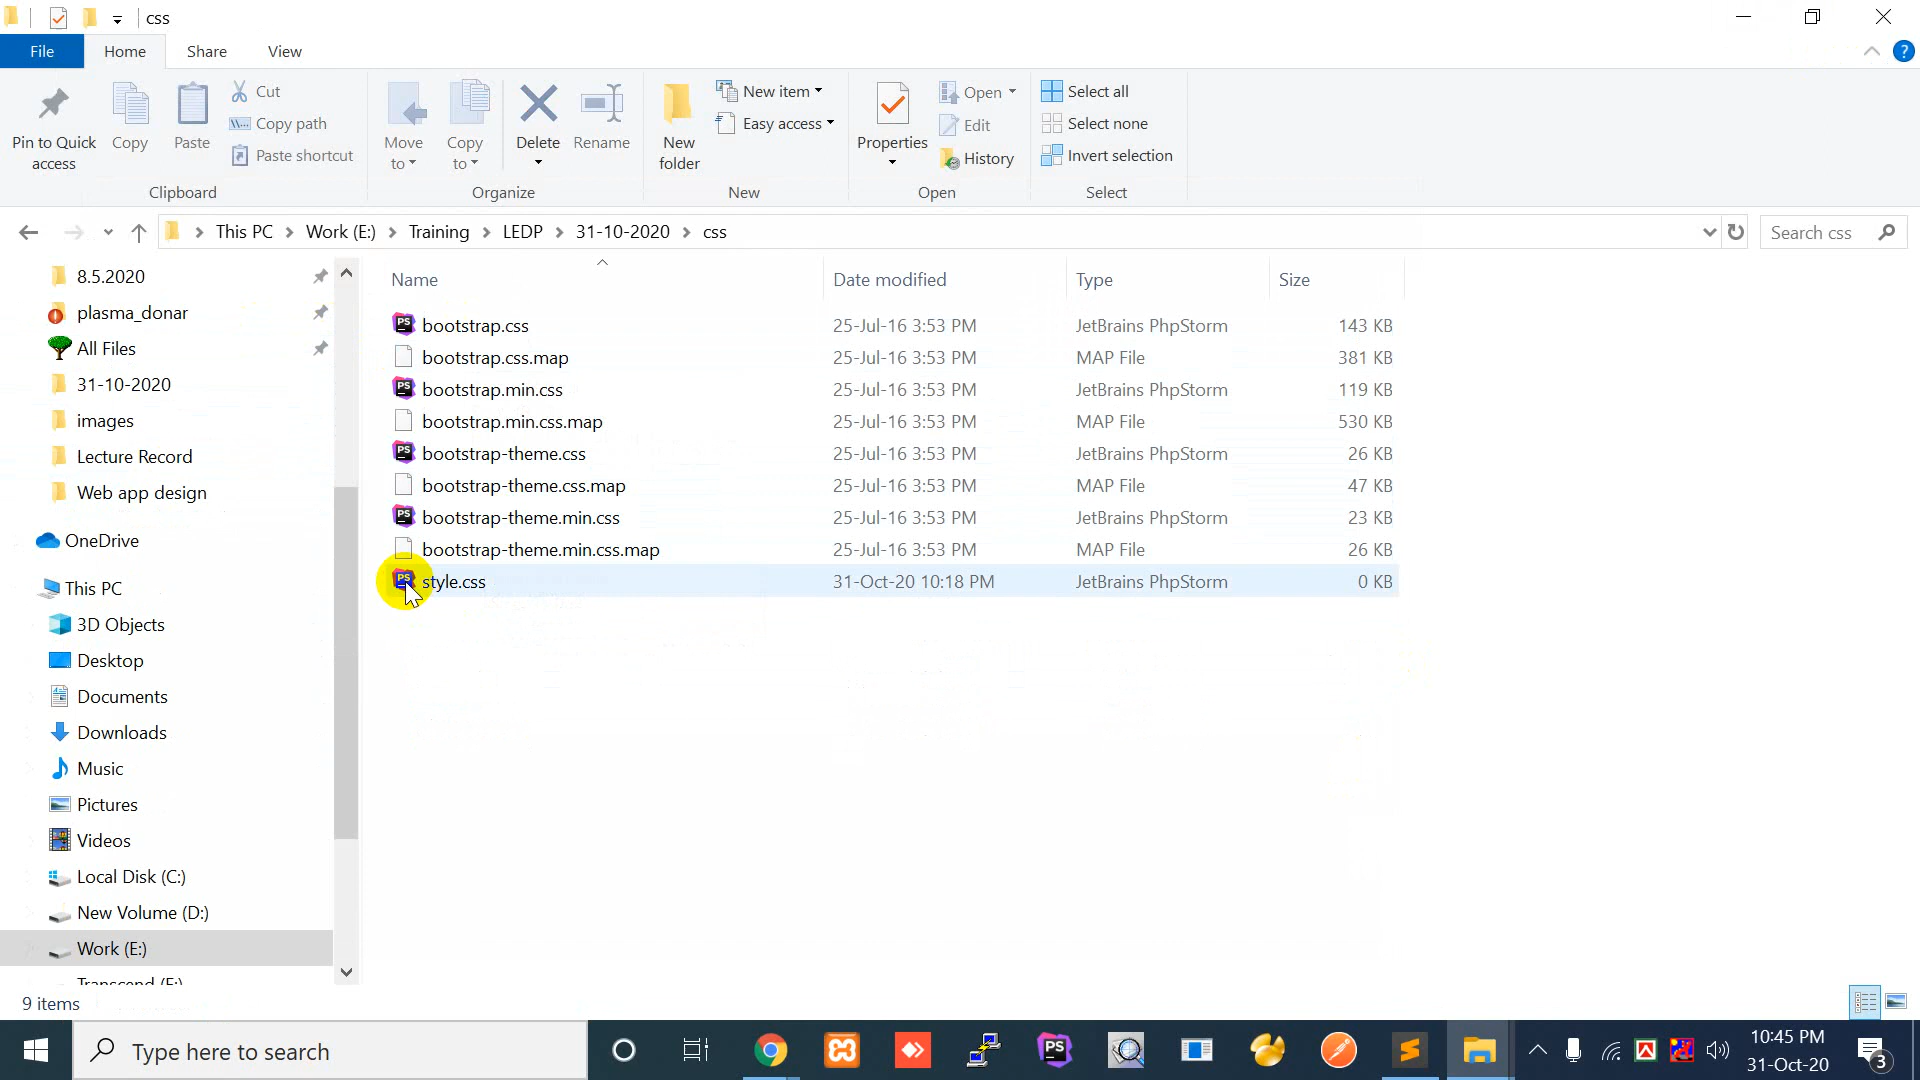 css
File Home Share View
Pin to Quick access
Copy
Paste
Cut
Copy path
Paste shortcut
Clipboard
Move to
Copy to
Delete
Rename
Organize
New folder
New item
Easy access
New
Properties
Open
Edit
History
Open
Select all
Select none
Invert selection
Select
This PC Work (E:) Training LEDP 31-10-2020 css
Search css
8.5.2020
plasma_donar
All Files
31-10-2020
images
Lecture Record
Web app design
OneDrive
This PC
3D Objects
Desktop
Documents
Downloads
Music
Pictures
Videos
Local Disk (C:)
New Volume (D:)
Work (E:)
Name Date modified Type Size
bootstrap.css 25-Jul-16 3:53 PM JetBrains PhpStorm 143 KB
bootstrap.css.map 25-Jul-16 3:53 PM MAP File 381 KB
bootstrap.min.css 25-Jul-16 3:53 PM JetBrains PhpStorm 119 KB
bootstrap.min.css.map 25-Jul-16 3:53 PM MAP File 530 KB
bootstrap-theme.css 25-Jul-16 3:53 PM JetBrains PhpStorm 26 KB
bootstrap-theme.css.map 25-Jul-16 3:53 PM MAP File 47 KB
bootstrap-theme.min.css 25-Jul-16 3:53 PM JetBrains PhpStorm 23 KB
bootstrap-theme.min.css.map 25-Jul-16 3:53 PM MAP File 26 KB
style.css 31-Oct-20 10:18 PM JetBrains PhpStorm 0 KB
9 items
Type here to search
PS
10:45 PM
31-Oct-20
3